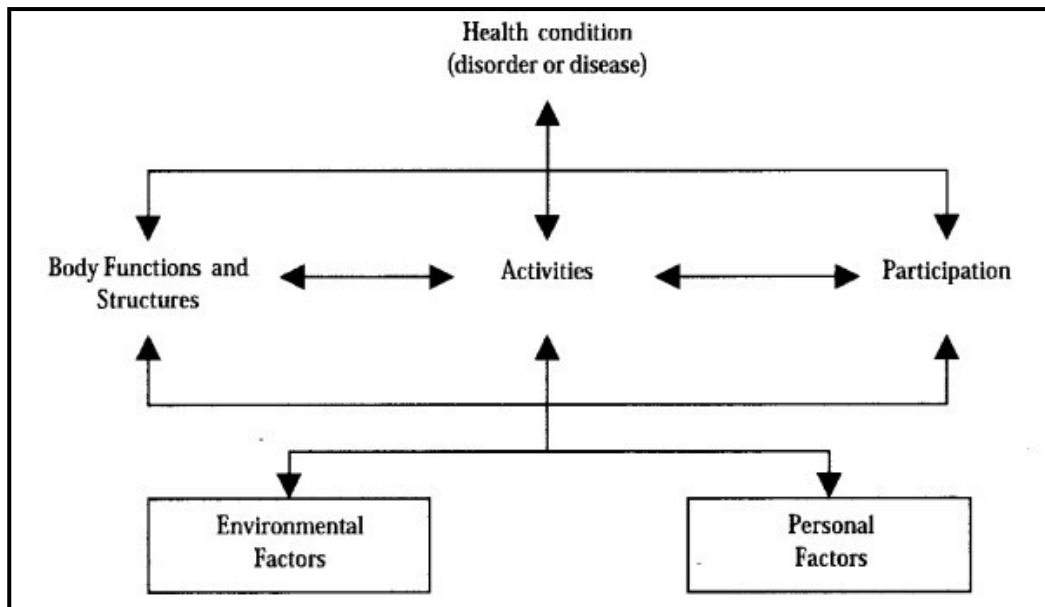 Health condition
(disorder or disease)
Body Functions and
Structures
Activities
Participation
Environmental
Factors
Personal
Factors